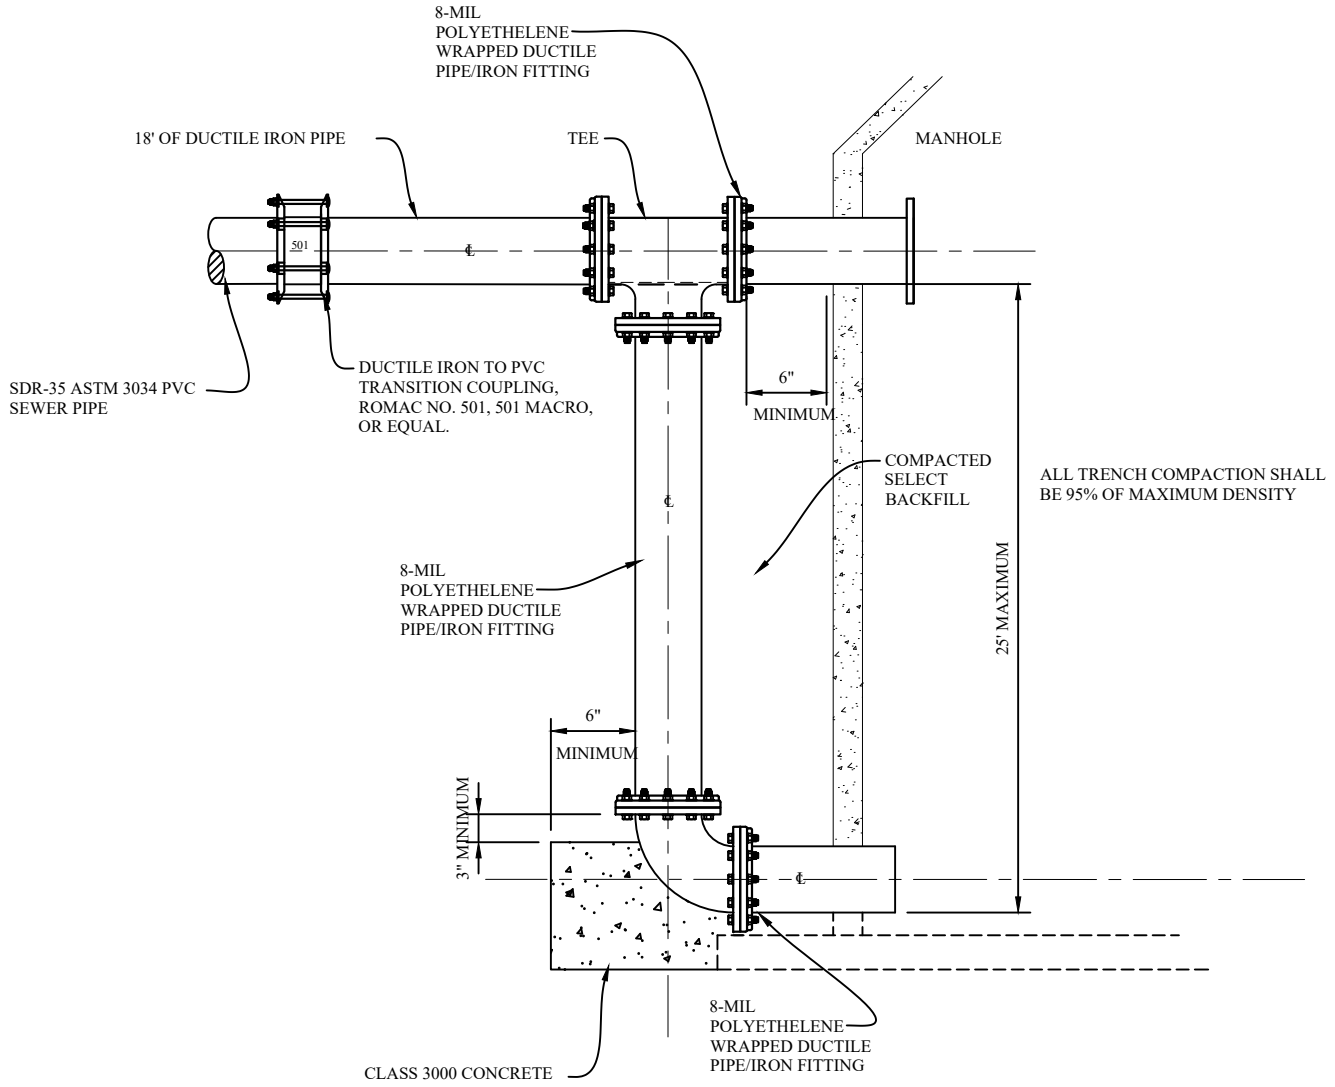 8-MIL
POLYETHELENE
WRAPPED DUCTILE
PIPE/IRON FITTING
18' OF DUCTILE IRON PIPE
TEE
MANHOLE
501
℄
SDR-35 ASTM 3034 PVC
SEWER PIPE
DUCTILE IRON TO PVC
TRANSITION COUPLING,
ROMAC NO. 501, 501 MACRO,
OR EQUAL.
6"
MINIMUM
COMPACTED
SELECT
BACKFILL
ALL TRENCH COMPACTION SHALL
BE 95% OF MAXIMUM DENSITY
℄
25' MAXIMUM
8-MIL
POLYETHELENE
WRAPPED DUCTILE
PIPE/IRON FITTING
6"
MINIMUM
3" MINIMUM
℄
8-MIL
POLYETHELENE
WRAPPED DUCTILE
PIPE/IRON FITTING
CLASS 3000 CONCRETE